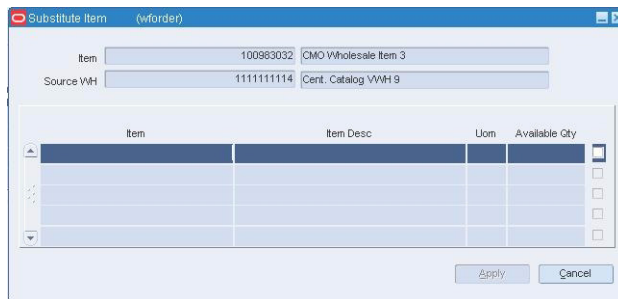 Substitute Item (wforder)
Item 100983032 CMO Wholesale Item 3
Source WH 1111111114 Cent. Catalog VWH 9
Item Item Desc Uom Available Qty
Apply Cancel